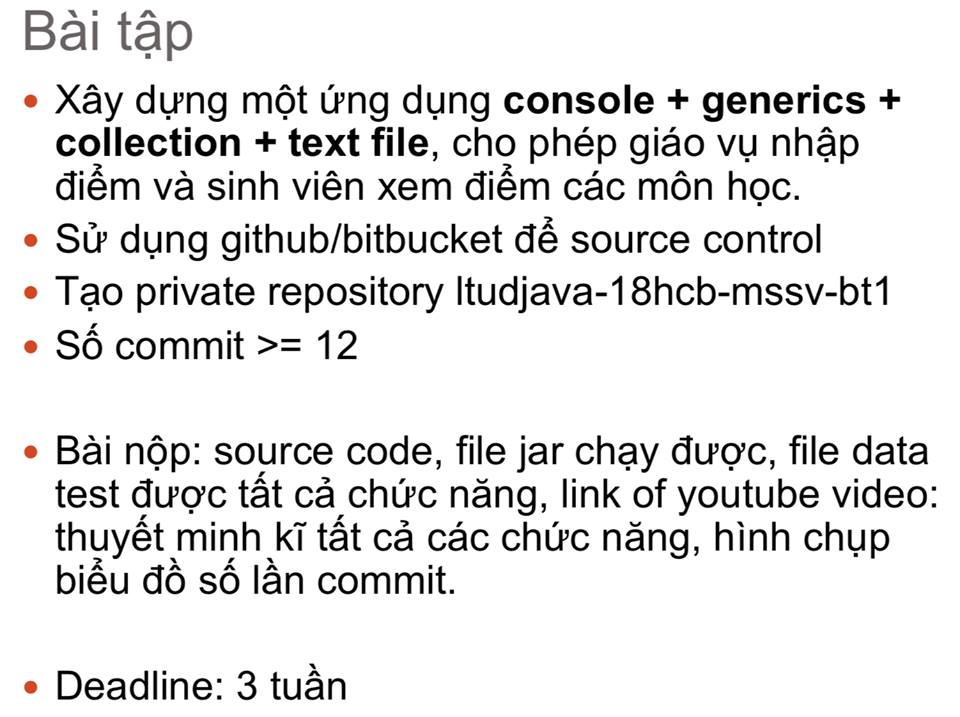 Bài tập
• Xây dựng một ứng dụng console + generics +
collection + text file, cho phép giáo vụ nhập
điểm và sinh viên xem điểm các môn học.
• Sử dụng github/bitbucket để source control
• Tạo private repository ltudjava-18hcb-mssv-bt1
• Số commit >= 12
• Bài nộp: source code, file jar chạy được, file data
test được tất cả chức năng, link of youtube video:
thuyết minh kĩ tất cả các chức năng, hình chụp
biểu đồ số lần commit.
• Deadline: 3 tuần